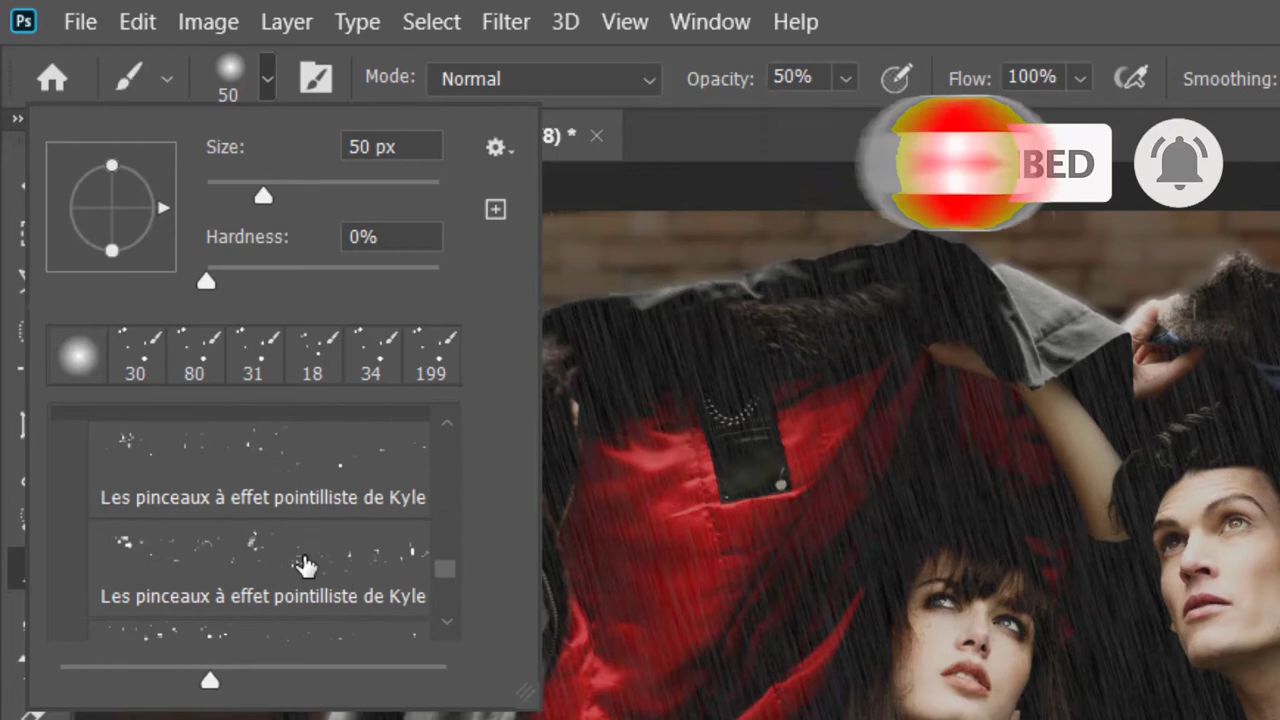 Ps File Edit Image Layer Type Select Filter 3D View Window Help
50 Mode: Normal Opacity: 50% Flow: 100% Smoothing:
8) *
Size: 50 px
Hardness: 0%
BED
30 80 31 18 34 199
Les pinceaux à effet pointilliste de Kyle
Les pinceaux à effet pointilliste de Kyle